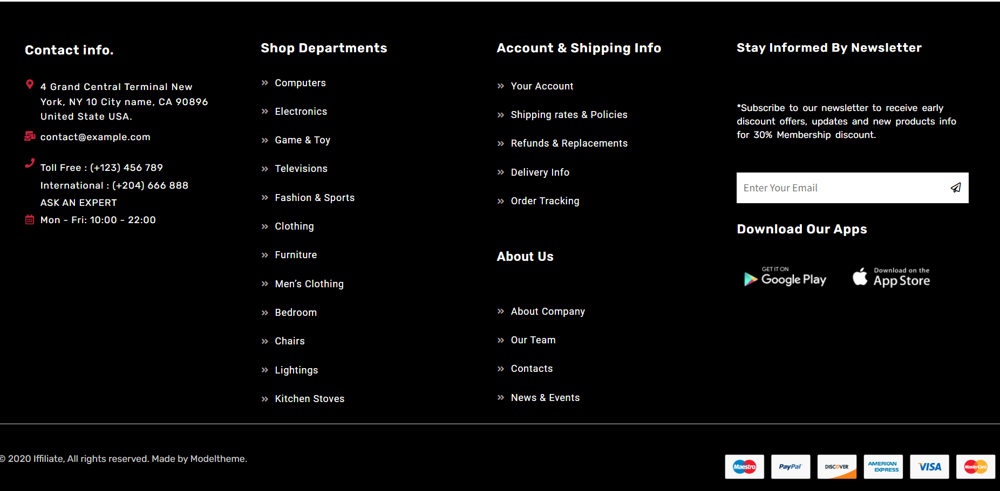 Contact info.
4 Grand Central Terminal New
York, NY 10 City name, CA 90896
United State USA.
contact@example.com
Toll Free : (+123) 456 789
International : (+204) 666 888
ASK AN EXPERT
Mon - Fri: 10:00 - 22:00
Shop Departments
Computers
Electronics
Game & Toy
Televisions
Fashion & Sports
Clothing
Furniture
Men’s Clothing
Bedroom
Chairs
Lightings
Kitchen Stoves
Account & Shipping Info
Your Account
Shipping rates & Policies
Refunds & Replacements
Delivery Info
Order Tracking
About Us
About Company
Our Team
Contacts
News & Events
Stay Informed By Newsletter
*Subscribe to our newsletter to receive early
discount offers, updates and new products info
for 30% Membership discount.
Enter Your Email
Download Our Apps
GET IT ON
Google Play
Download on the
App Store
© 2020 Iffiliate, All rights reserved. Made by Modeltheme.
Maestro
PayPal
DISCOVER
AMERICAN
EXPRESS
VISA
MasterCard